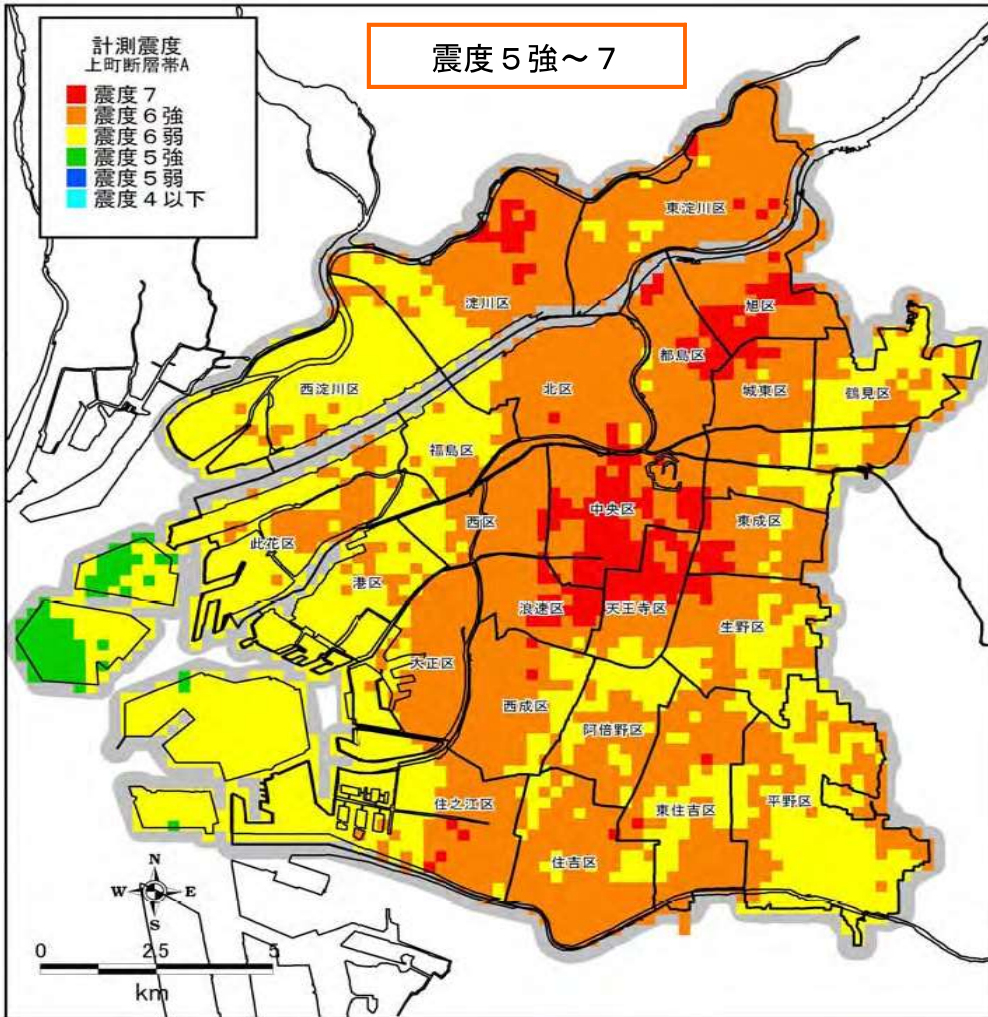 震度５強～７
計測震度
上町断層帯A
震度７
震度６強
震度６弱
震度５強
震度５弱
震度４以下
東淀川区
淀川区
旭区
都島区
西淀川区
北区
城東区
鶴見区
福島区
中央区
西区
東成区
此花区
港区
浪速区
天王寺区
生野区
大正区
西成区
阿倍野区
住之江区
東住吉区
平野区
住吉区
N
W
E
S
0
2.5
5
km